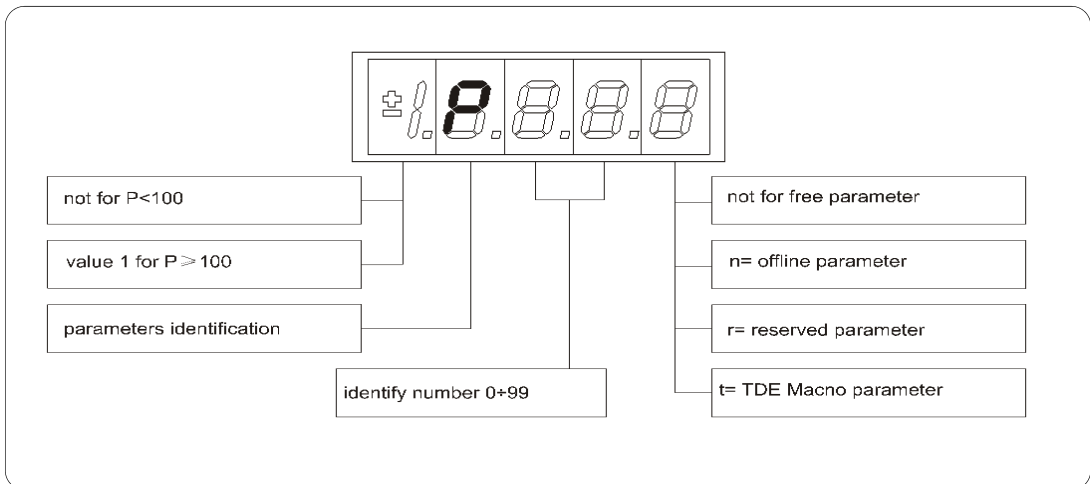 ± 1. P. 8. 8. 8
not for P<100
value 1 for P ≥ 100
parameters identification
identify number 0÷99
not for free parameter
n= offline parameter
r= reserved parameter
t= TDE Macno parameter